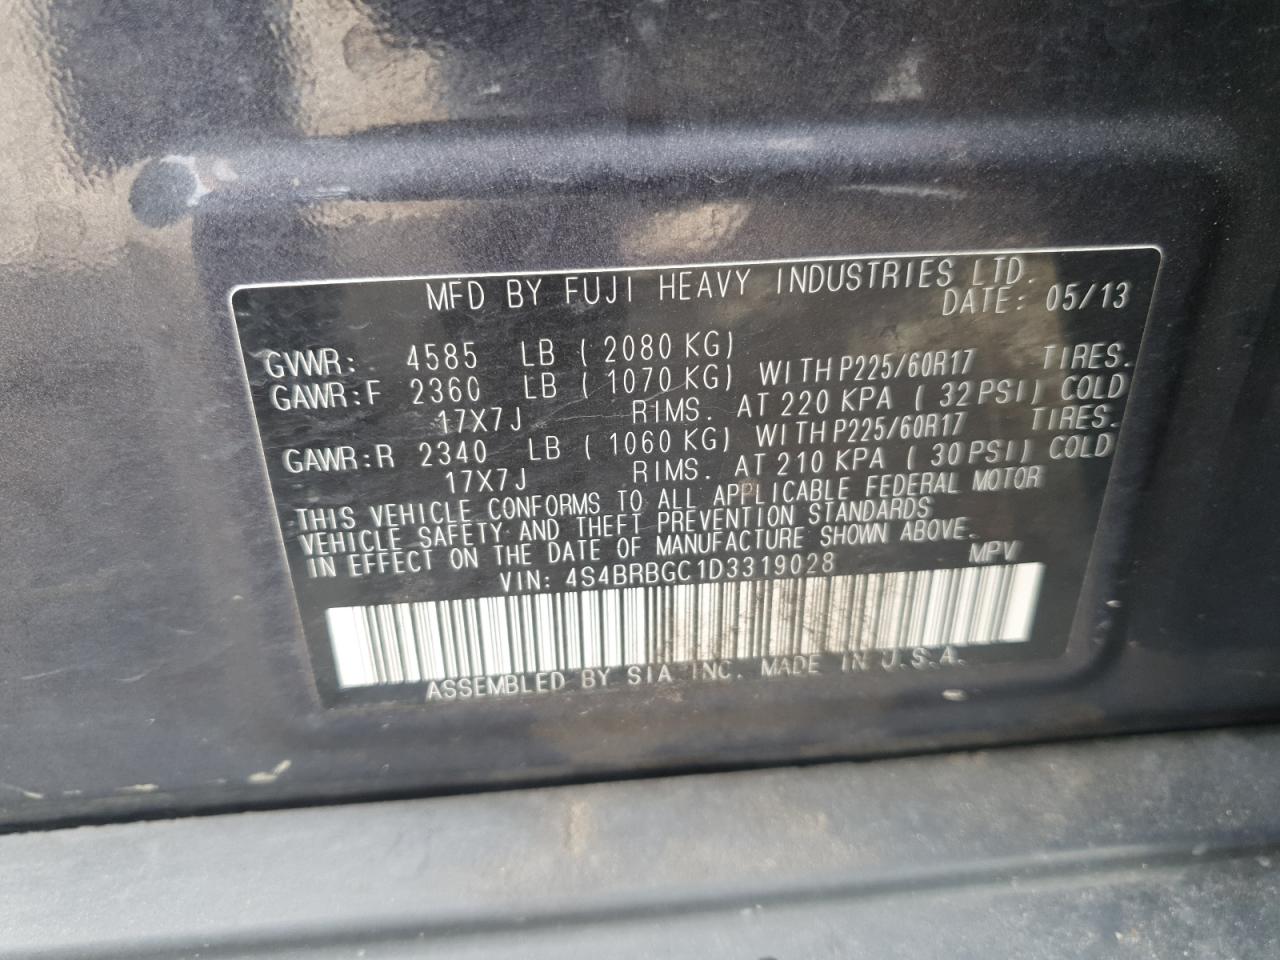 MFD BY FUJI HEAVY INDUSTRIES LTD.
DATE: 05/13
GVWR: 4585 LB ( 2080 KG)
GAWR:F 2360 LB ( 1070 KG) WITH P225/60R17 TIRES.
17X7J RIMS. AT 220 KPA ( 32 PSI) COLD
GAWR:R 2340 LB ( 1060 KG) WITH P225/60R17 TIRES.
17X7J RIMS. AT 210 KPA ( 30 PSI) COLD
THIS VEHICLE CONFORMS TO ALL APPLICABLE FEDERAL MOTOR
VEHICLE SAFETY AND THEFT PREVENTION STANDARDS
IN EFFECT ON THE DATE OF MANUFACTURE SHOWN ABOVE.
VIN: 4S4BRBGC1D3319028 MPV
ASSEMBLED BY SIA INC. MADE IN U.S.A.